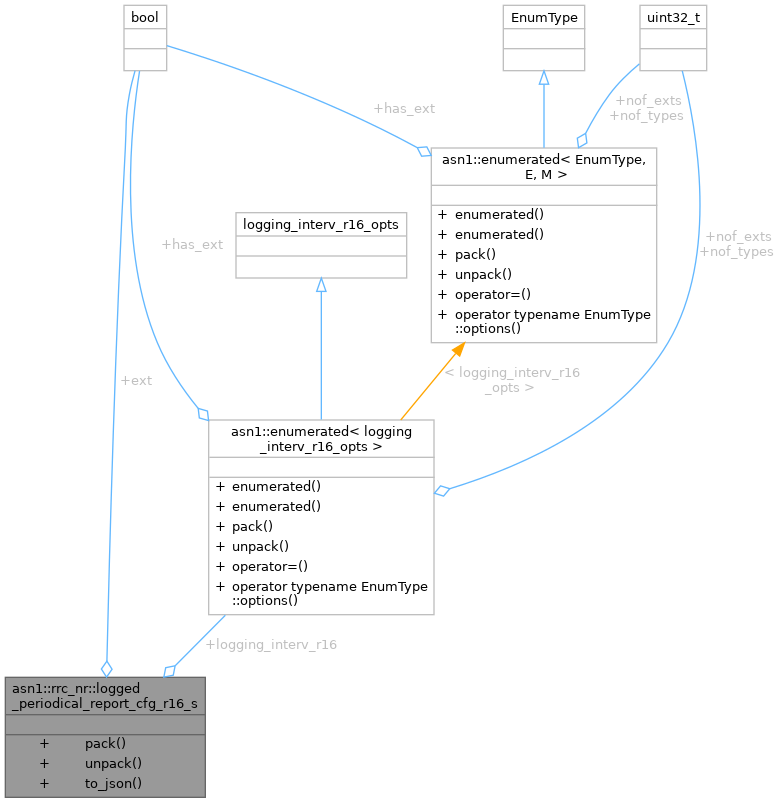 bool
EnumType
uint32_t
+nof_exts
+nof_types
+has_ext
asn1::enumerated< EnumType,
E, M >
+ enumerated()
+ enumerated()
+ pack()
+ unpack()
+ operator=()
+ operator typename EnumType
::options()
logging_interv_r16_opts
+has_ext
+nof_exts
+nof_types
+ext
< logging_interv_r16
_opts >
asn1::enumerated< logging
_interv_r16_opts >
+ enumerated()
+ enumerated()
+ pack()
+ unpack()
+ operator=()
+ operator typename EnumType
::options()
+logging_interv_r16
asn1::rrc_nr::logged
_periodical_report_cfg_r16_s
+ pack()
+ unpack()
+ to_json()